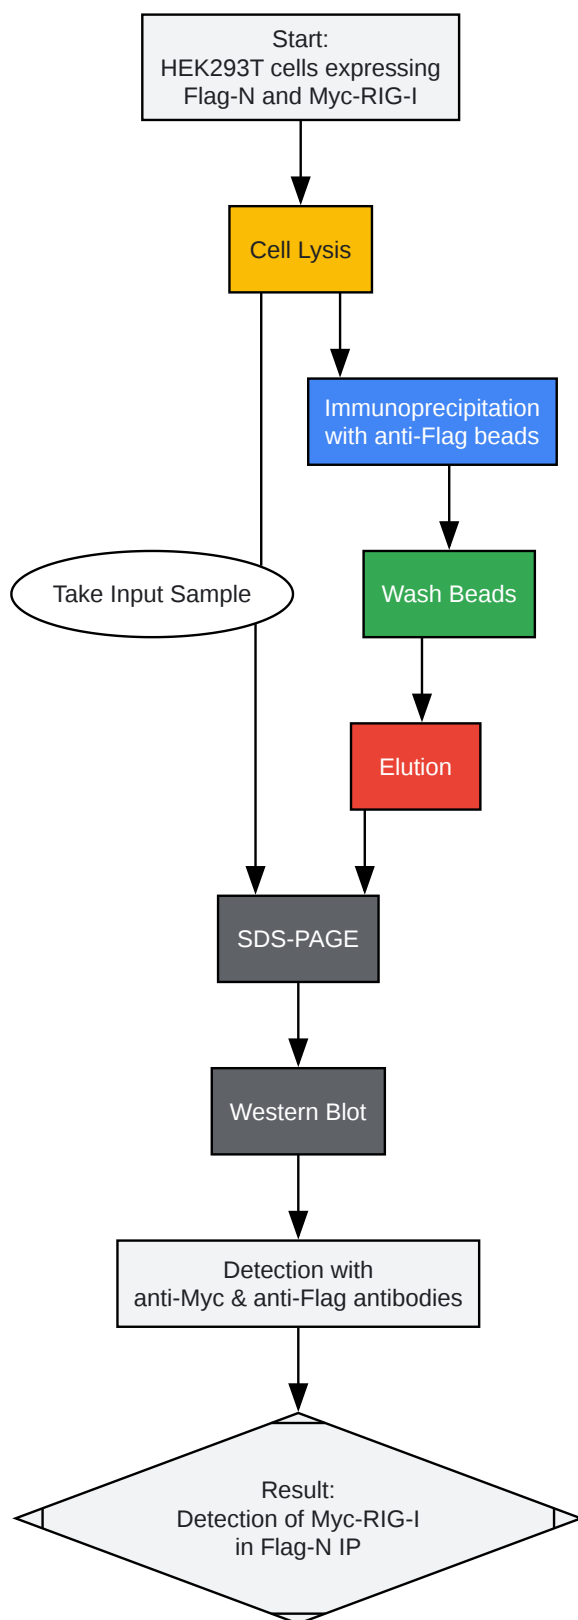 Start:
HEK293T cells expressing
Flag-N and Myc-RIG-I
Cell Lysis
Immunoprecipitation
with anti-Flag beads
Take Input Sample
Wash Beads
Elution
SDS-PAGE
Western Blot
Detection with
anti-Myc & anti-Flag antibodies
Result:
Detection of Myc-RIG-I
in Flag-N IP